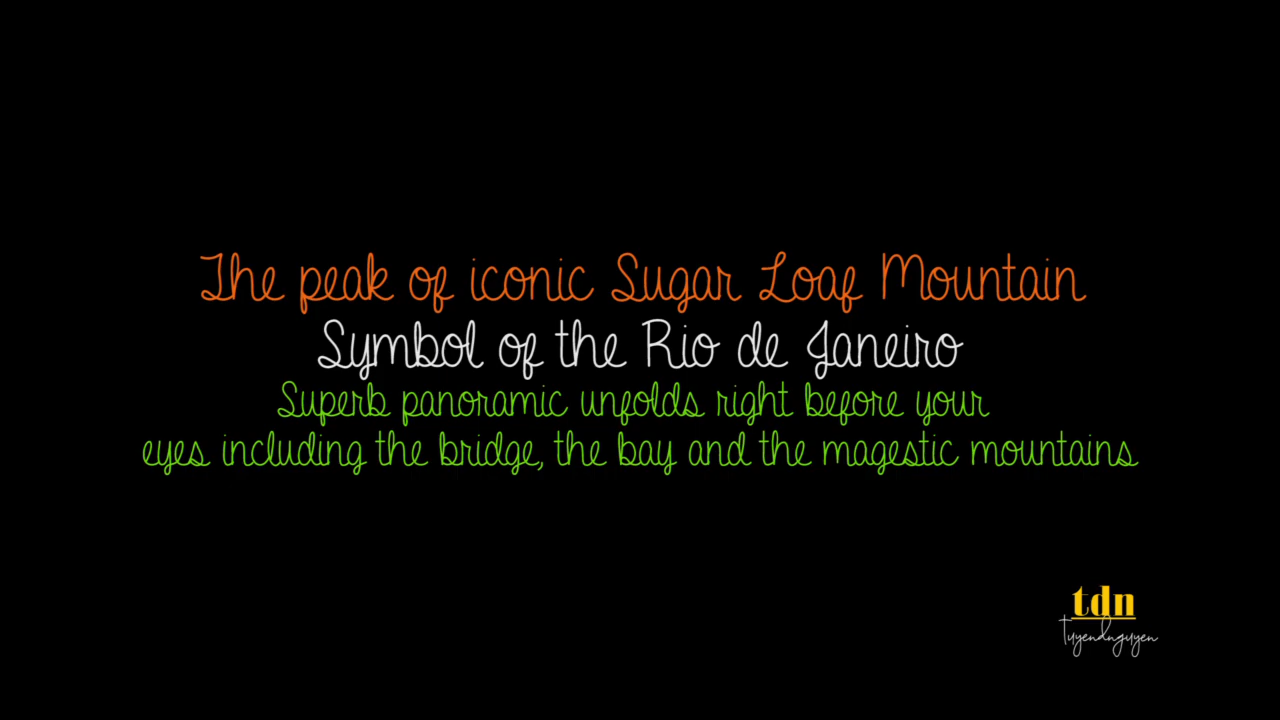 The peak of iconic Sugar Loaf Mountain
Symbol of the Rio de Janeiro
Superb panoramic unfolds right before your
eyes including the bridge, the bay and the magestic mountains
tdn
tuyendnguyen